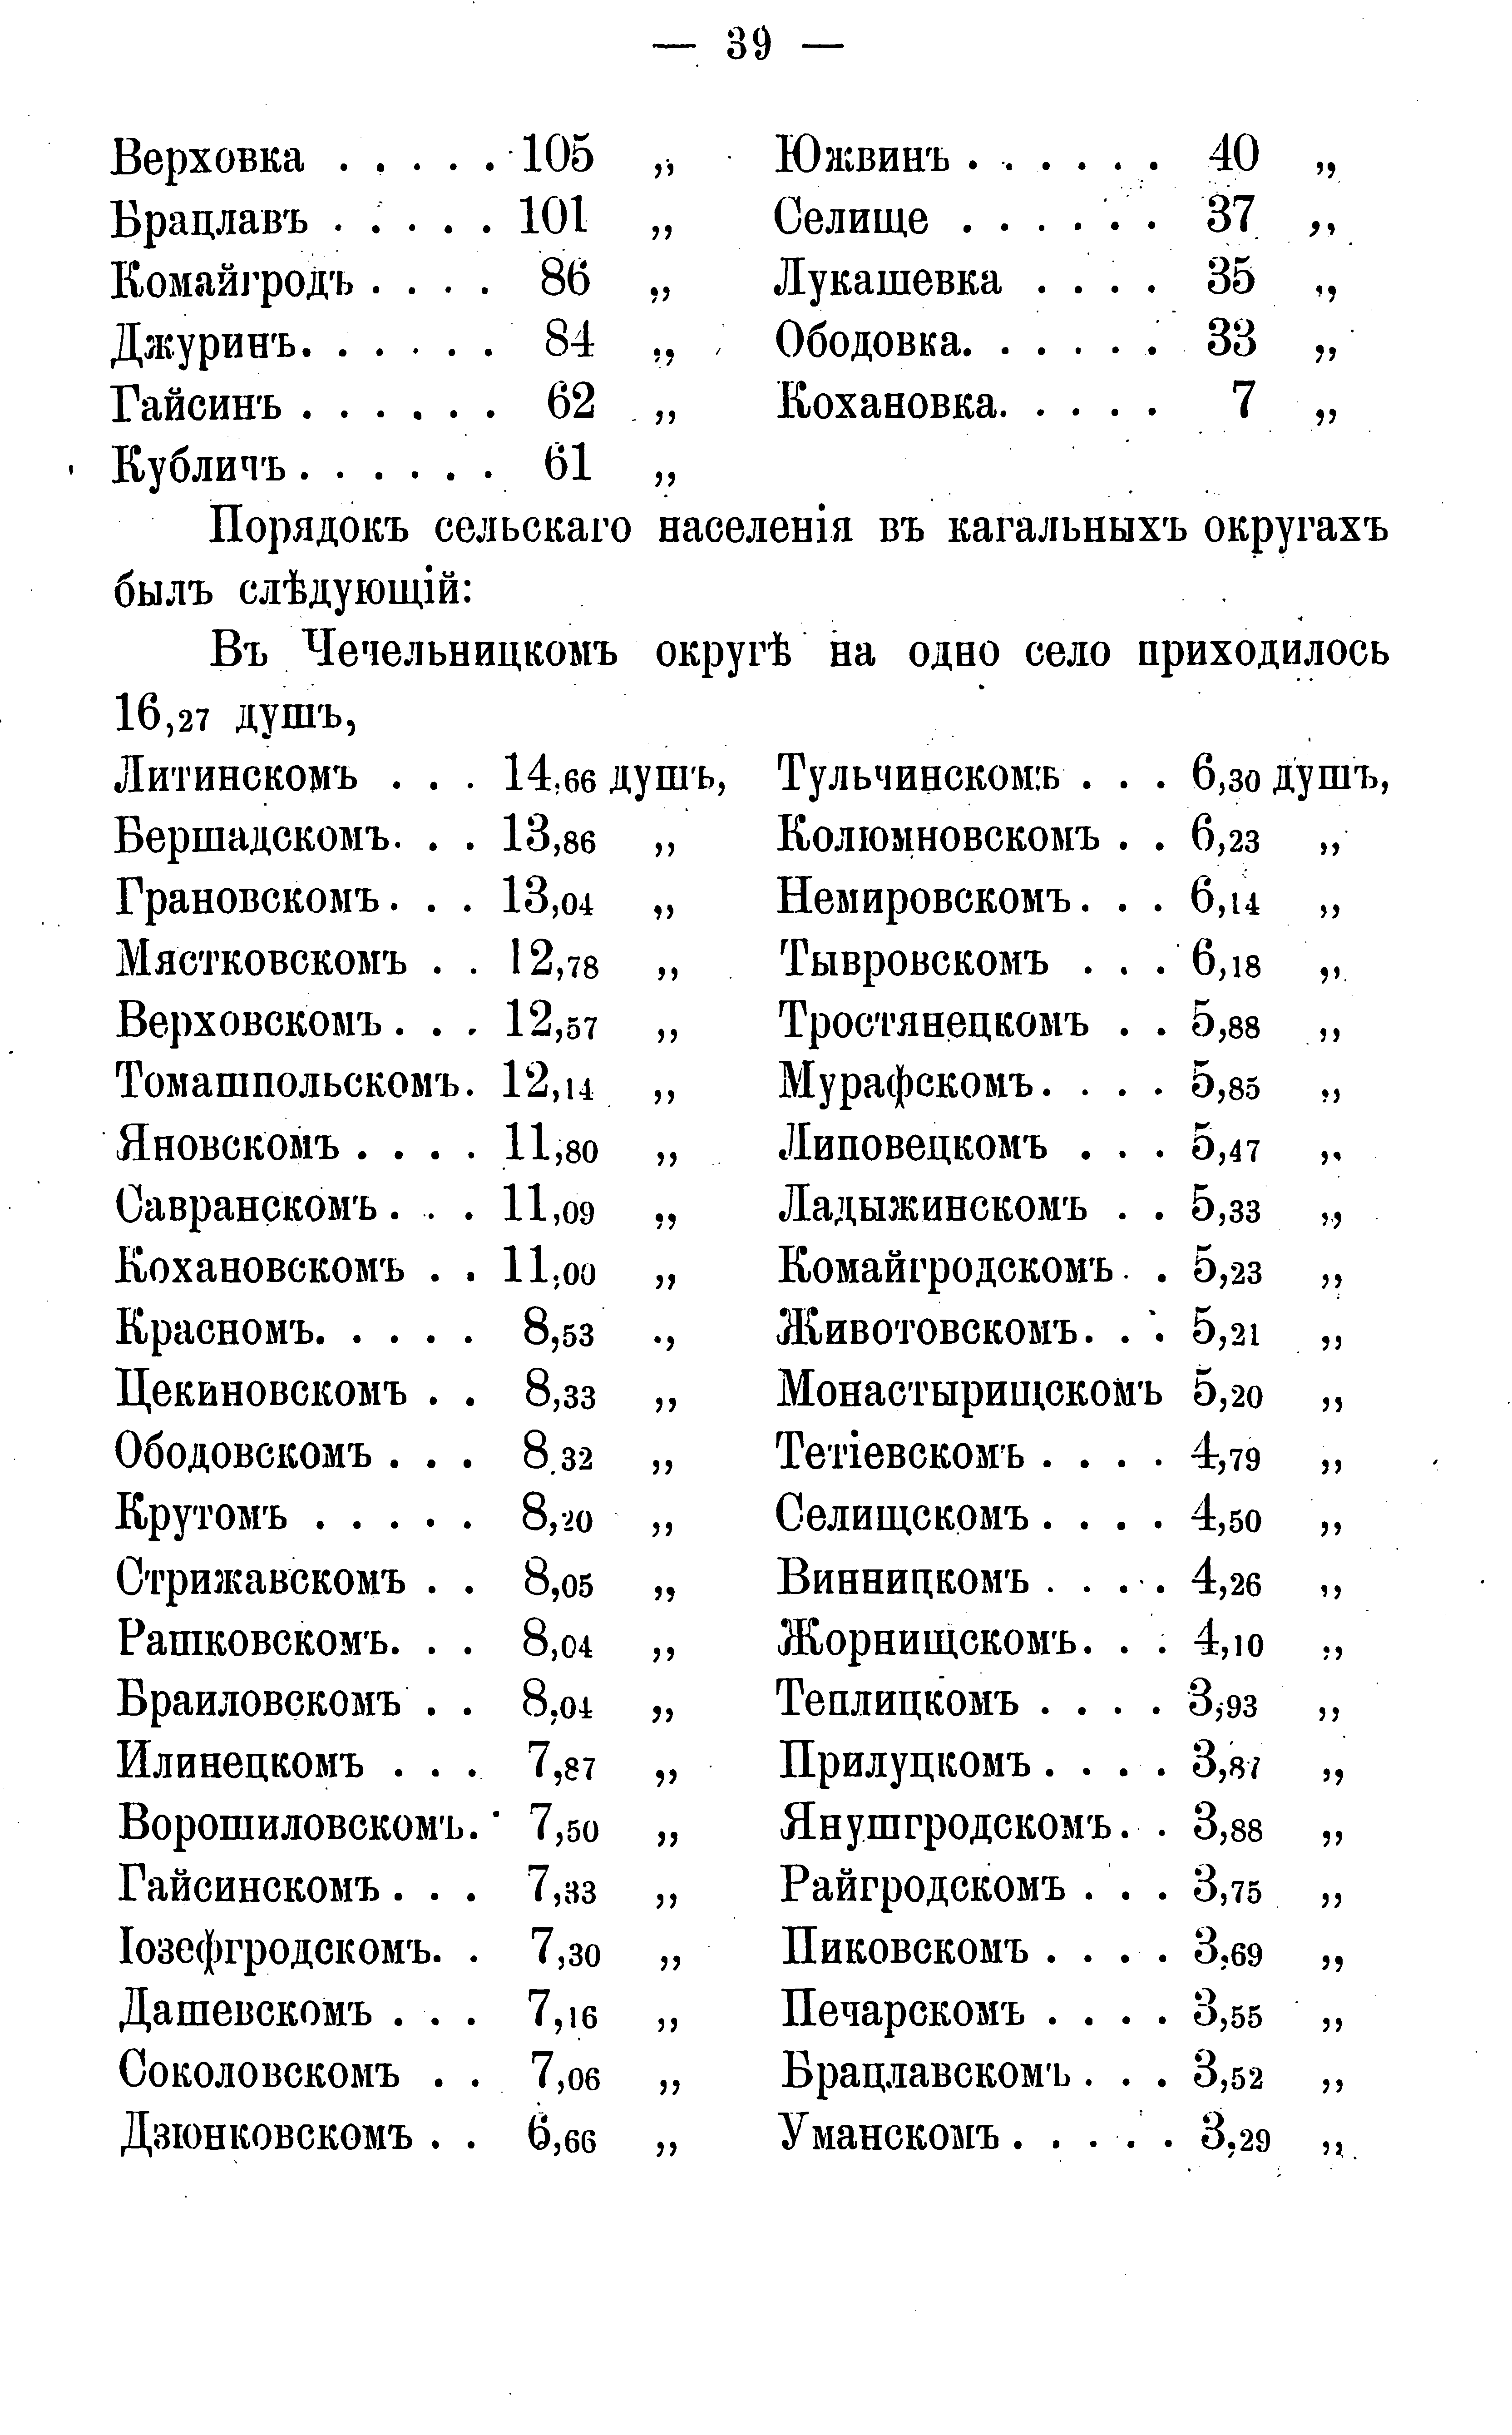 — 39 —
Верховка . . . . . 105 „ Южвинъ . . . . . . 40 „
Брацлавъ . . . . . 101 „ Селище . . . . . . 37 „
Комайгродъ . . . . 86 „ Лукашевка . . . . 35 „
Джуринъ. . . . . . 84 „ Ободовка. . . . . . 33 „
Гайсинъ . . . . . . 62 „ Кохановка. . . . . 7 „
Кубличъ . . . . . . 61 „
Порядокъ сельскаго населенія въ кагальныхъ округахъ
былъ слѣдующій:
Въ Чечельницкомъ округѣ на одно село приходилось
16,27 душъ,
Литинскомъ . . . 14,66 душъ, Тульчинскомъ . . . 6,30 душъ,
Бершадскомъ. . . 13,86 „ Колюмновскомъ . . 6,23 „
Грановскомъ. . . 13,04 „ Немировскомъ. . . 6,14 „
Мястковскомъ . . 12,78 „ Тывровскомъ . . . 6,18 „
Верховскомъ . . . 12,57 „ Тростянецкомъ . . 5,88 „
Томашпольскомъ. 12,14 „ Мурафскомъ. . . . 5,85 „
Яновскомъ . . . . 11,80 „ Липовецкомъ . . . 5,47 „
Савранскомъ . . . 11,09 „ Ладыжинскомъ . . 5,33 „
Кохановскомъ . . 11,00 „ Комайгродскомъ . . 5,23 „
Красномъ. . . . . 8,53 „ Животовскомъ. . . 5,21 „
Цекиновскомъ . . 8,33 „ Монастырищскомъ 5,20 „
Ободовскомъ . . . 8,32 „ Тетіевскомъ . . . . 4,79 „
Крутомъ . . . . . 8,20 „ Селищскомъ . . . . 4,50 „
Стрижавскомъ . . 8,05 „ Винницкомъ . . . . 4,26 „
Рашковскомъ. . . 8,04 „ Жорнищскомъ. . . 4,10 „
Браиловскомъ . . 8,04 „ Теплицкомъ . . . . 3,93 „
Илинецкомъ . . . 7,87 „ Прилуцкомъ . . . . 3,87 „
Ворошиловскомъ. 7,50 „ Янушгродскомъ. . 3,88 „
Гайсинскомъ . . . 7,33 „ Райгродскомъ . . . 3,75 „
Іозефгродскомъ. . 7,30 „ Пиковскомъ . . . . 3,69 „
Дашевскомъ . . . 7,16 „ Печарскомъ . . . . 3,55 „
Соколовскомъ . . 7,06 „ Брацлавскомъ . . . 3,52 „
Дзюнковскомъ . . 6,66 „ Уманскомъ . . . . . 3,29 „